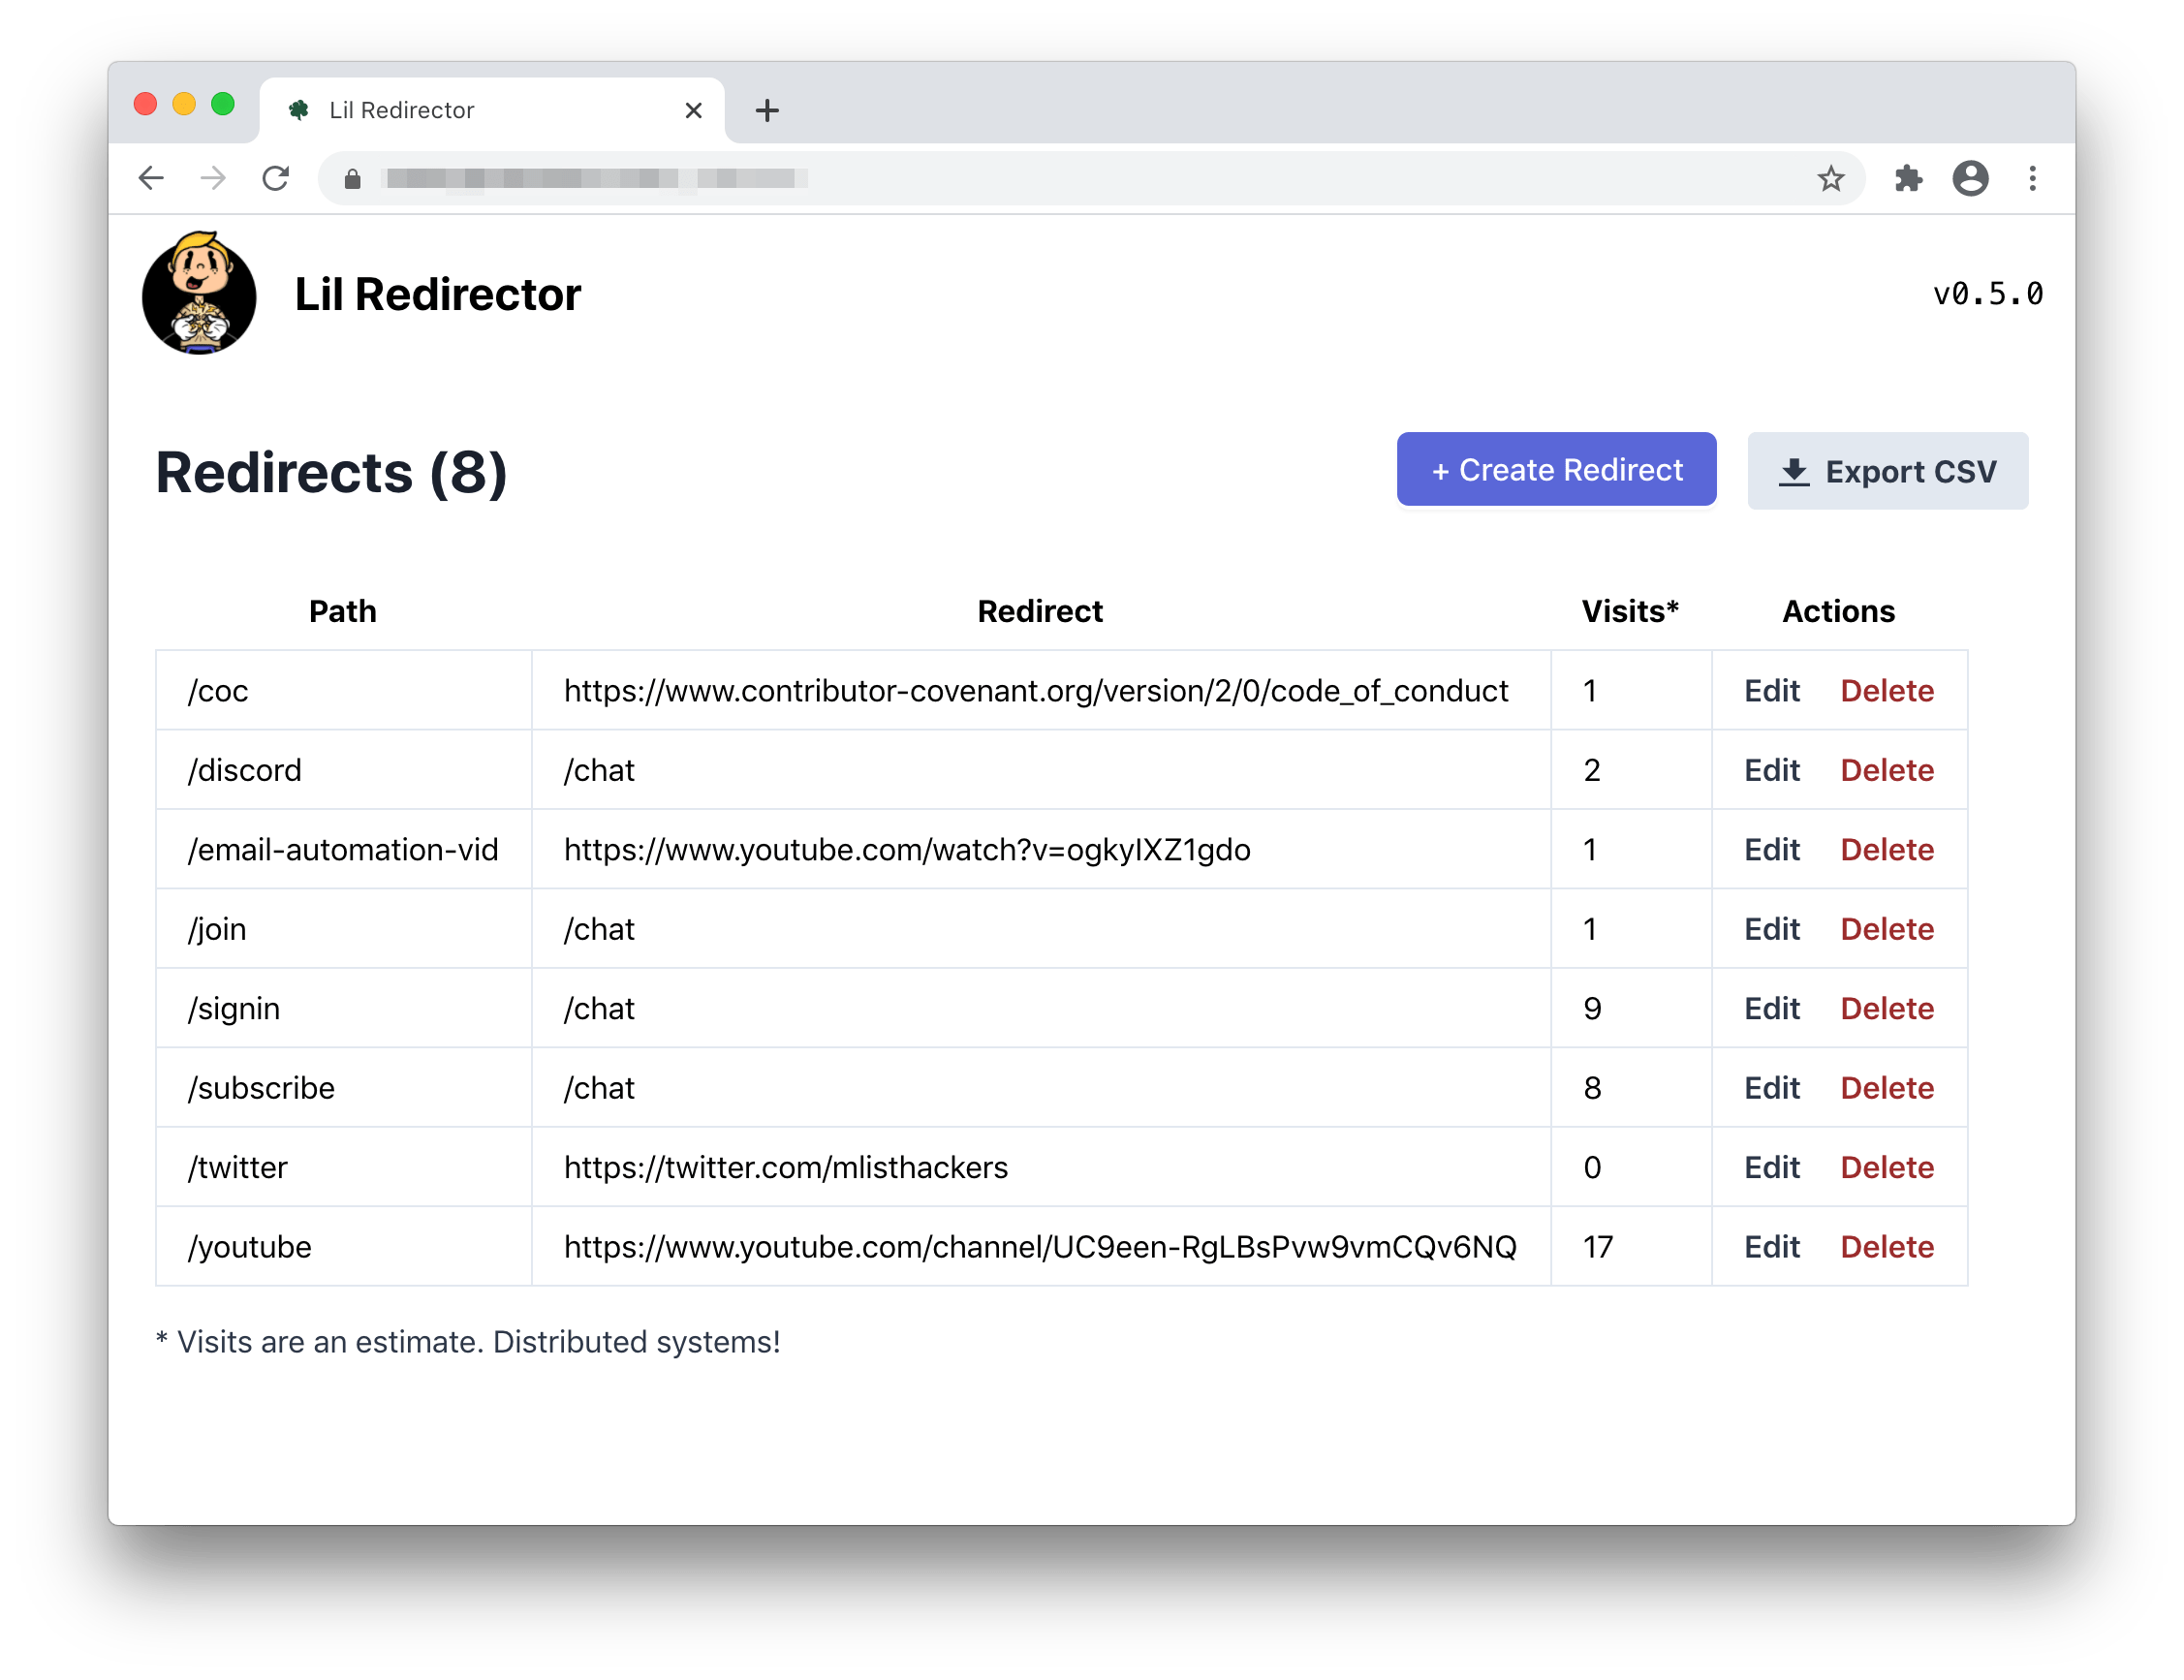 Lil Redirector
Lil Redirector
v0.5.0
Redirects (8)
+ Create Redirect
Export CSV
Path Redirect Visits* Actions
/coc https://www.contributor-covenant.org/version/2/0/code_of_conduct 1 Edit Delete
/discord /chat 2 Edit Delete
/email-automation-vid https://www.youtube.com/watch?v=ogkyIXZ1gdo 1 Edit Delete
/join /chat 1 Edit Delete
/signin /chat 9 Edit Delete
/subscribe /chat 8 Edit Delete
/twitter https://twitter.com/mlisthackers 0 Edit Delete
/youtube https://www.youtube.com/channel/UC9een-RgLBsPvw9vmCQv6NQ 17 Edit Delete
* Visits are an estimate. Distributed systems!